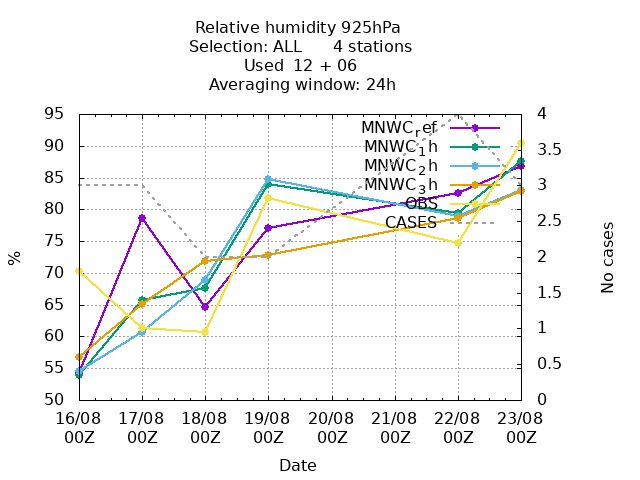 Relative humidity 925hPa
Selection: ALL 4 stations
Used 12 + 06
Averaging window: 24h
95
90
85
80
75
70
65
60
55
50
4
3.5
3
2.5
2
1.5
1
0.5
0
MNWC_ref
MNWC_1h
MNWC_2h
MNWC_3h
OBS
CASES
%
No cases
16/08 17/08 18/08 19/08 20/08 21/08 22/08 23/08
00Z 00Z 00Z 00Z 00Z 00Z 00Z 00Z
Date